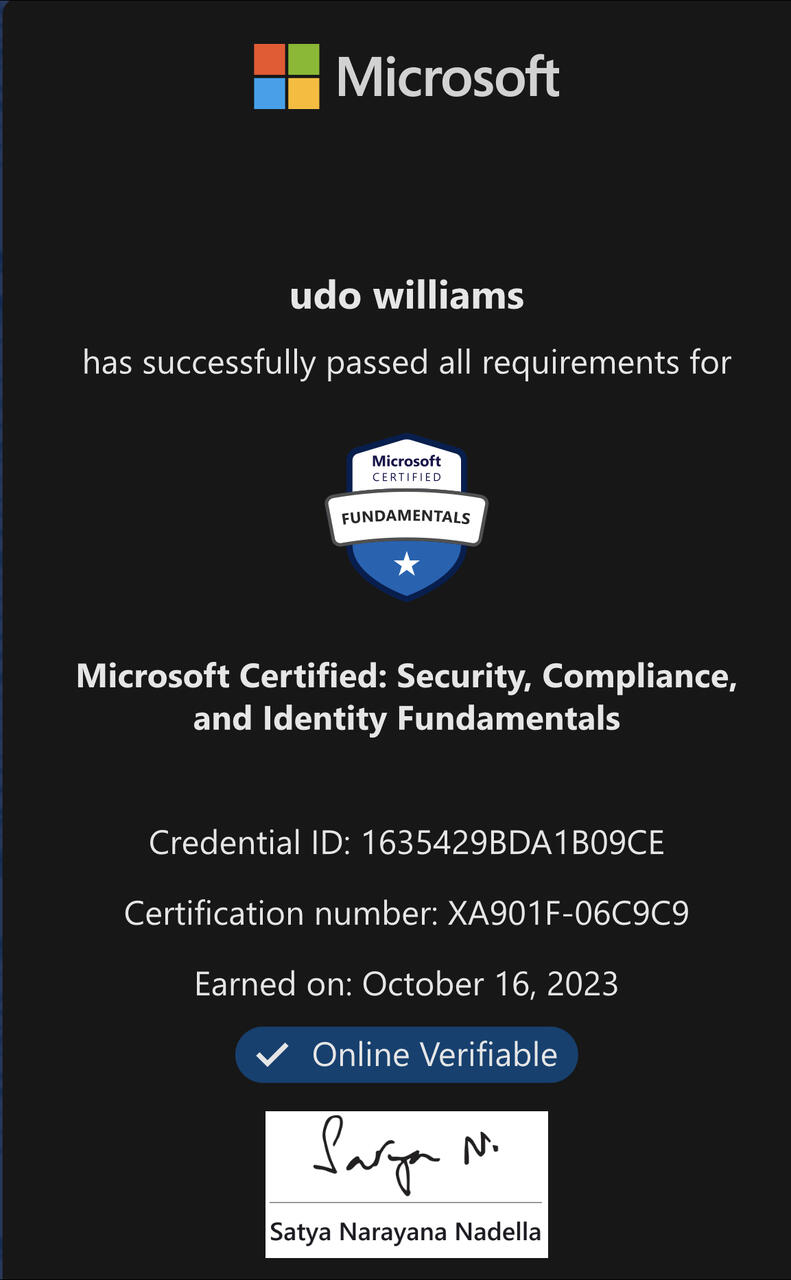 Microsoft
udo williams
has successfully passed all requirements for
Microsoft
CERTIFIED
FUNDAMENTALS
Microsoft Certified: Security, Compliance,
and Identity Fundamentals
Credential ID: 1635429BDA1B09CE
Certification number: XA901F-06C9C9
Earned on: October 16, 2023
Online Verifiable
Satya N.
Satya Narayana Nadella